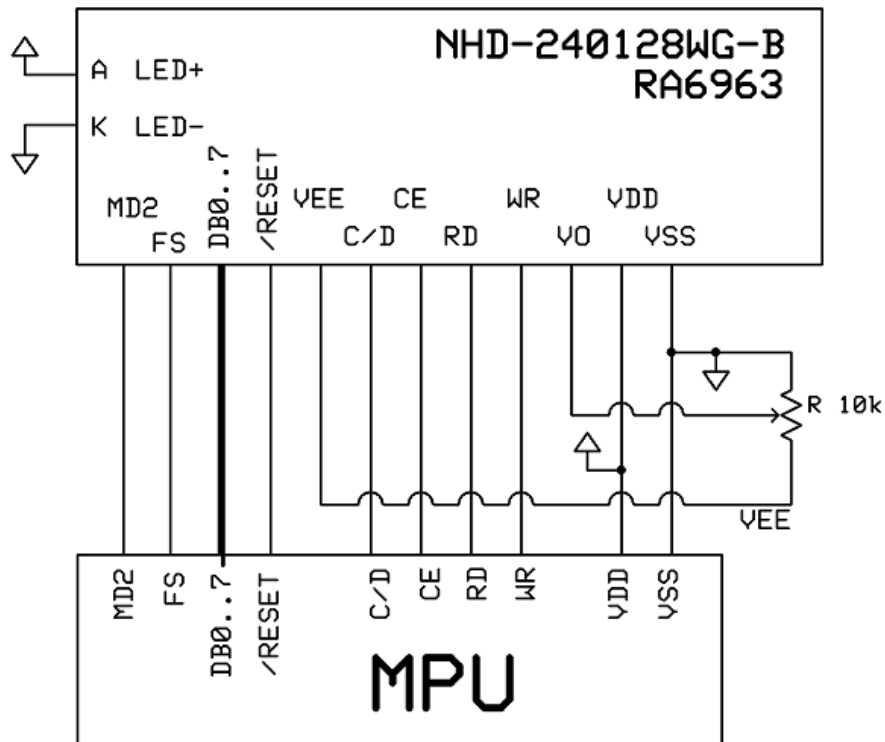 NHD-240128WG-B
RA6963
A LED+
K LED-
MD2
FS
DB0..7
/RESET
VEE
C/D
CE
RD
WR
VO
VDD
VSS
R 10k
VEE
MD2
FS
DB0..7
/RESET
C/D
CE
RD
WR
VDD
VSS
MPU